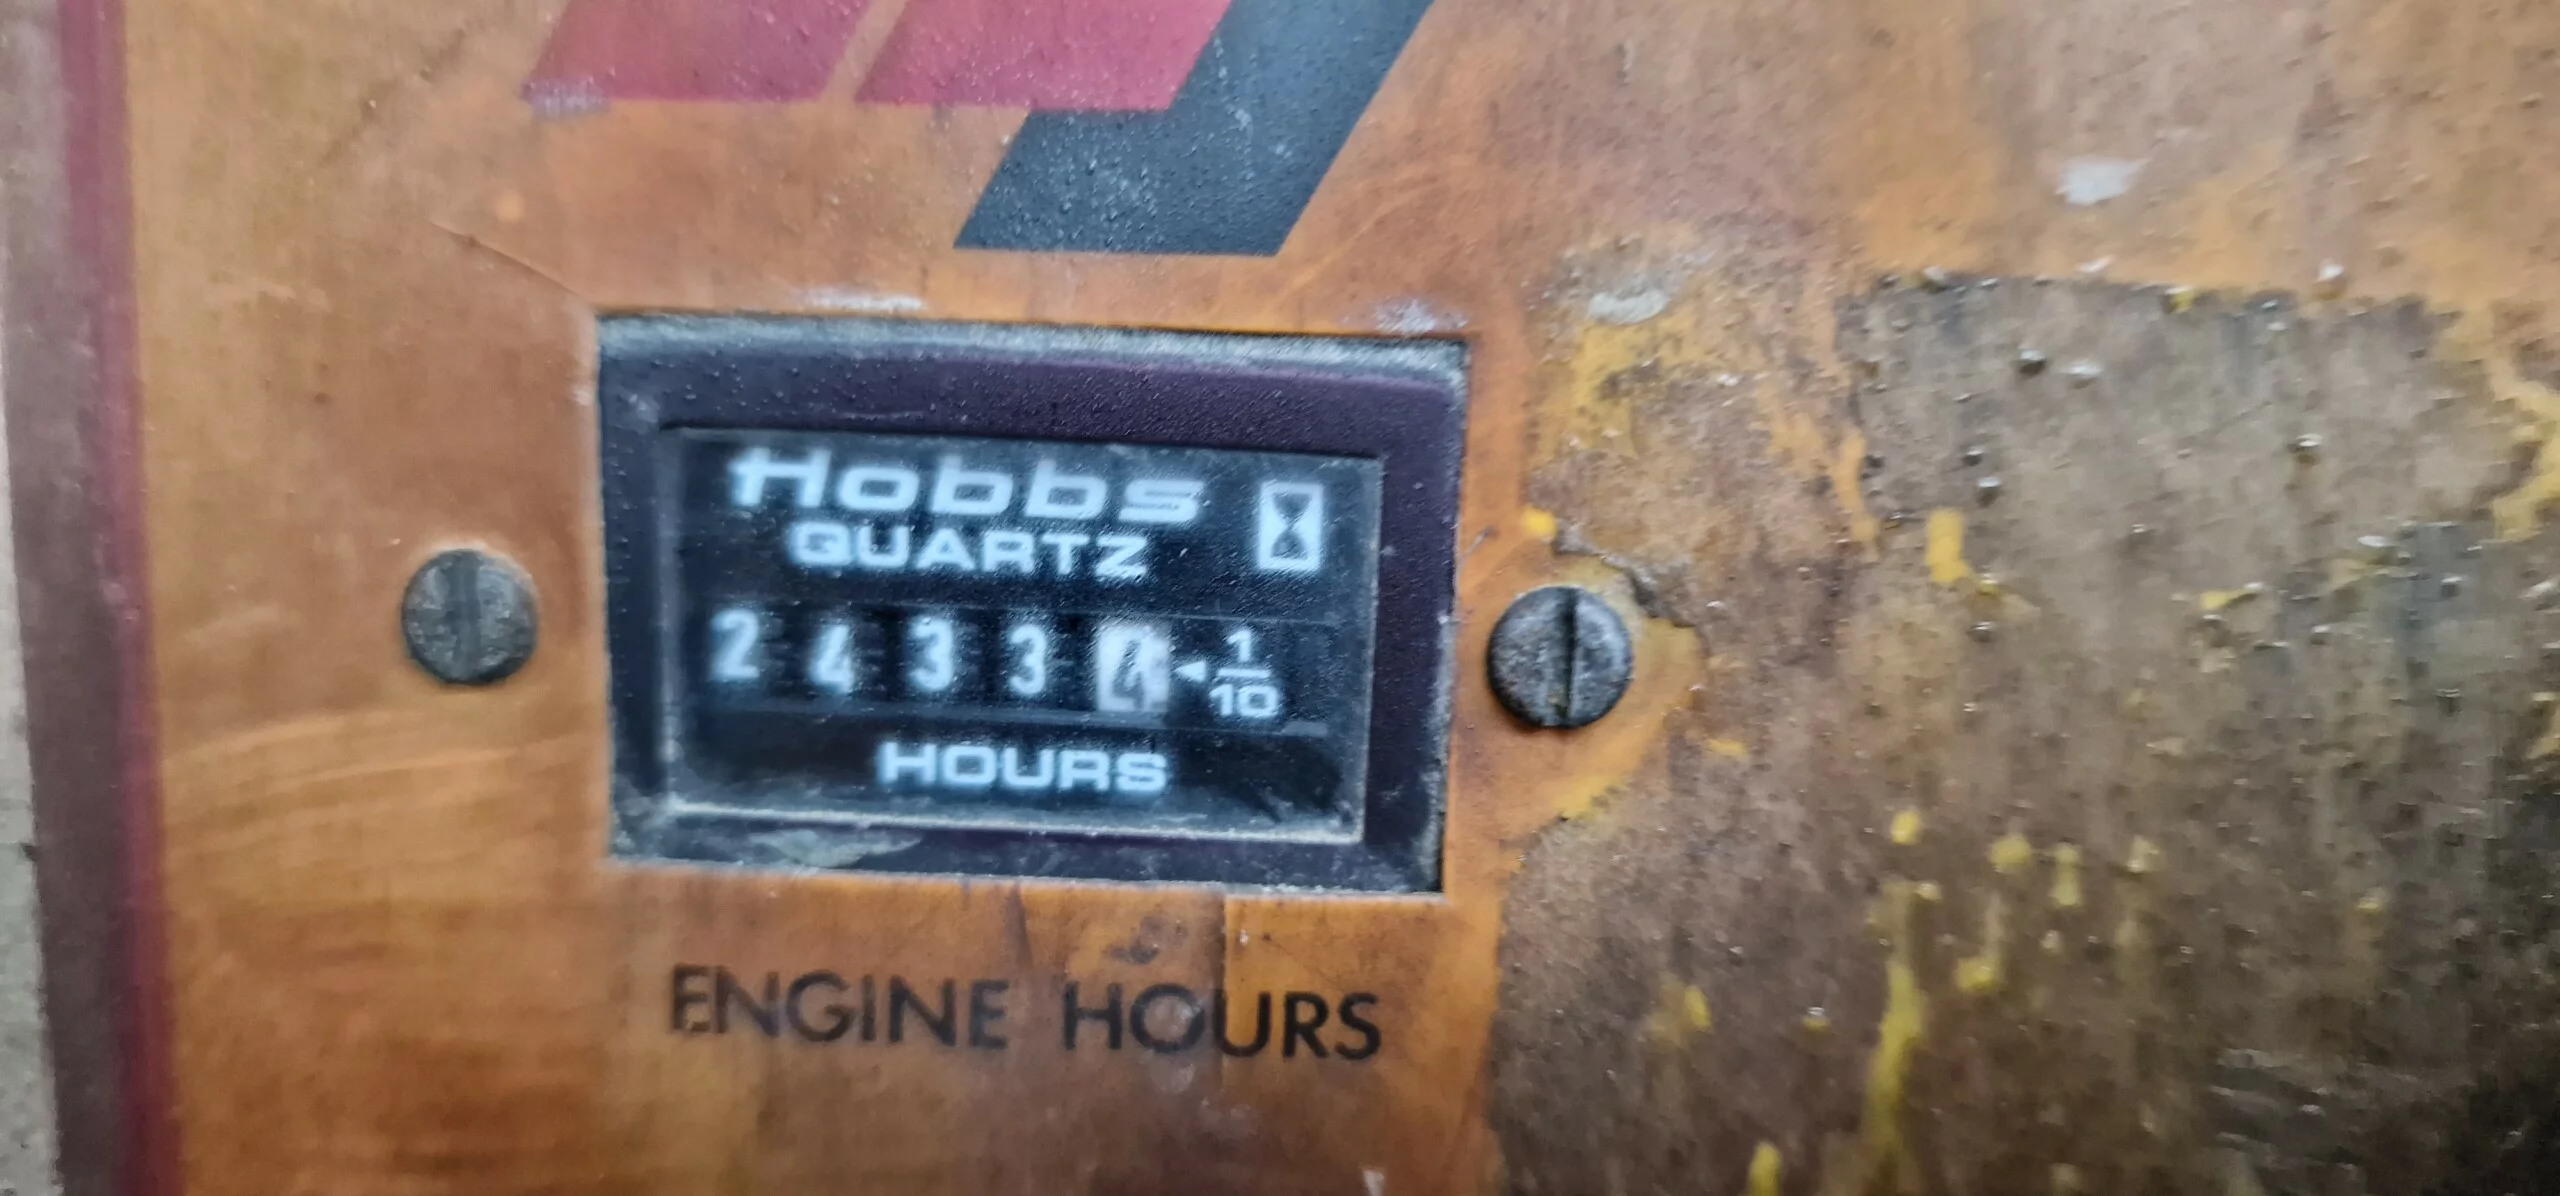 Hobbs
QUARTZ
2 4 3 3 4 1/10
HOURS
ENGINE HOURS